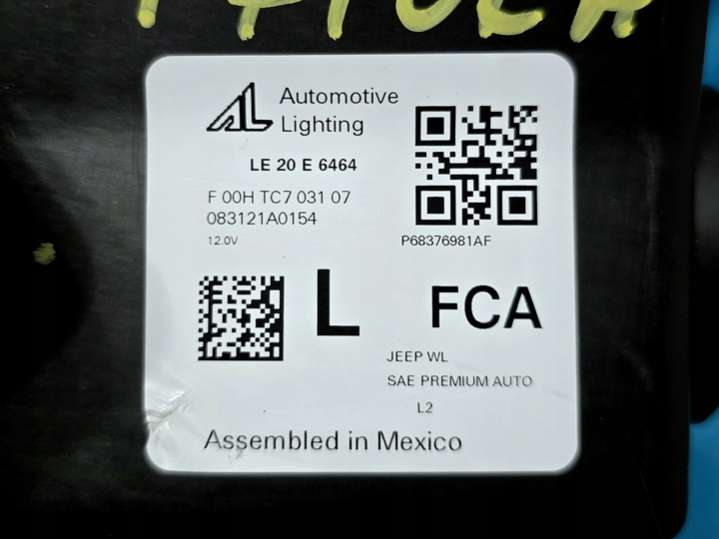 AL Automotive
Lighting
LE 20 E 6464
F 00H TC7 031 07
083121A0154
12.0V
P68376981AF
L
FCA
JEEP WL
SAE PREMIUM AUTO
L2
Assembled in Mexico